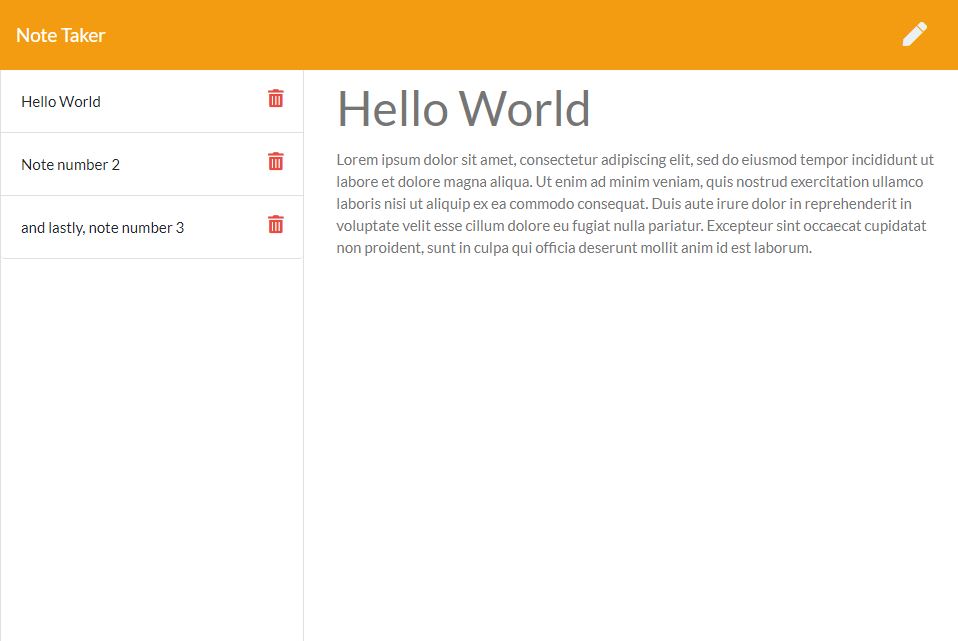 Note Taker
Hello World
Note number 2
and lastly, note number 3
Hello World
Lorem ipsum dolor sit amet, consectetur adipiscing elit, sed do eiusmod tempor incididunt ut
labore et dolore magna aliqua. Ut enim ad minim veniam, quis nostrud exercitation ullamco
laboris nisi ut aliquip ex ea commodo consequat. Duis aute irure dolor in reprehenderit in
voluptate velit esse cillum dolore eu fugiat nulla pariatur. Excepteur sint occaecat cupidatat
non proident, sunt in culpa qui officia deserunt mollit anim id est laborum.